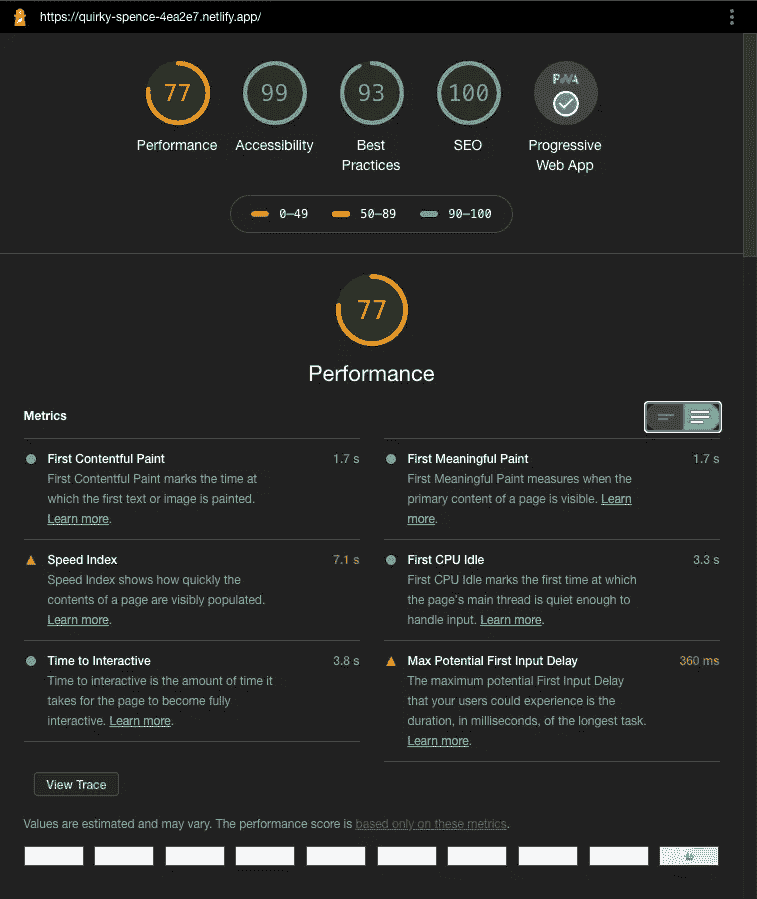 https://quirky-spence-4ea2e7.netlify.app/
77
99
93
100
PWA
Performance
Accessibility
Best
Practices
SEO
Progressive
Web App
0–49
50–89
90–100
77
Performance
Metrics
First Contentful Paint
1.7 s
First Contentful Paint marks the time at
which the first text or image is painted.
Learn more.
First Meaningful Paint
1.7 s
First Meaningful Paint measures when the
primary content of a page is visible. Learn
more.
Speed Index
7.1 s
Speed Index shows how quickly the
contents of a page are visibly populated.
Learn more.
First CPU Idle
3.3 s
First CPU Idle marks the first time at which
the page's main thread is quiet enough to
handle input. Learn more.
Time to Interactive
3.8 s
Time to interactive is the amount of time it
takes for the page to become fully
interactive. Learn more.
Max Potential First Input Delay
360 ms
The maximum potential First Input Delay
that your users could experience is the
duration, in milliseconds, of the longest task.
Learn more.
View Trace
Values are estimated and may vary. The performance score is based only on these metrics.